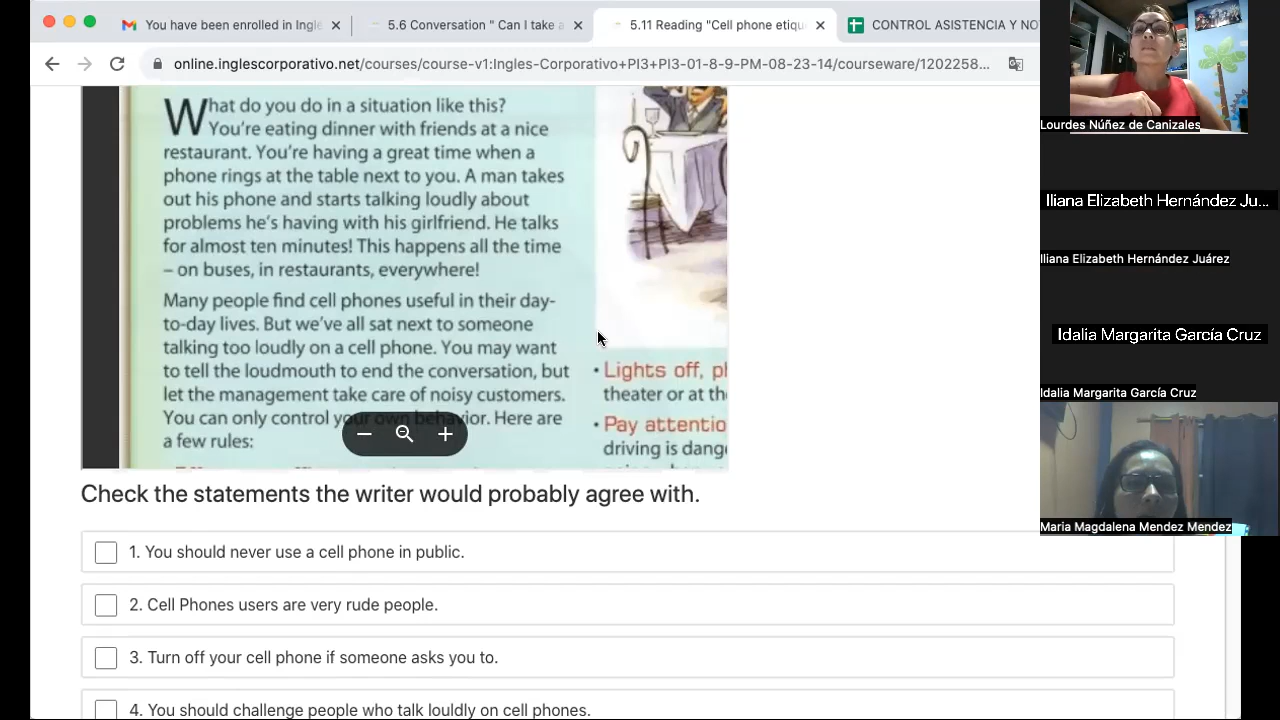 You have been enrolled in Ingle
5.6 Conversation " Can I take a
5.11 Reading "Cell phone etiqu
CONTROL ASISTENCIA Y NO
online.inglescorporativo.net/courses/course-v1:Ingles-Corporativo+PI3+PI3-01-8-9-PM-08-23-14/courseware/1202258...
What do you do in a situation like this?
You're eating dinner with friends at a nice
restaurant. You're having a great time when a
phone rings at the table next to you. A man takes
out his phone and starts talking loudly about
problems he's having with his girlfriend. He talks
for almost ten minutes! This happens all the time
– on buses, in restaurants, everywhere!
Many people find cell phones useful in their day-
to-day lives. But we've all sat next to someone
talking too loudly on a cell phone. You may want
to tell the loudmouth to end the conversation, but
let the management take care of noisy customers.
You can only control your own behavior. Here are
a few rules:
• Lights off, ph
theater or at th
• Pay attentio
driving is dang
Check the statements the writer would probably agree with.
1. You should never use a cell phone in public.
2. Cell Phones users are very rude people.
3. Turn off your cell phone if someone asks you to.
4. You should challenge people who talk louldly on cell phones.
Lourdes Núñez de Canizales
Iliana Elizabeth Hernández Ju...
Iliana Elizabeth Hernández Juárez
Idalia Margarita García Cruz
Idalia Margarita García Cruz
Maria Magdalena Mendez Mendez